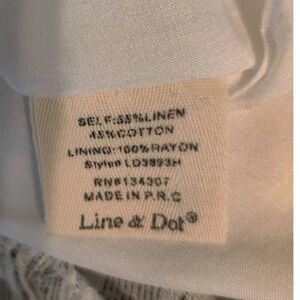 SELF:55%LINEN
45%COTTON
LINING:100%RAYON
Style# LD3893H
RN#134307
MADE IN P.R.C
Line & Dot®